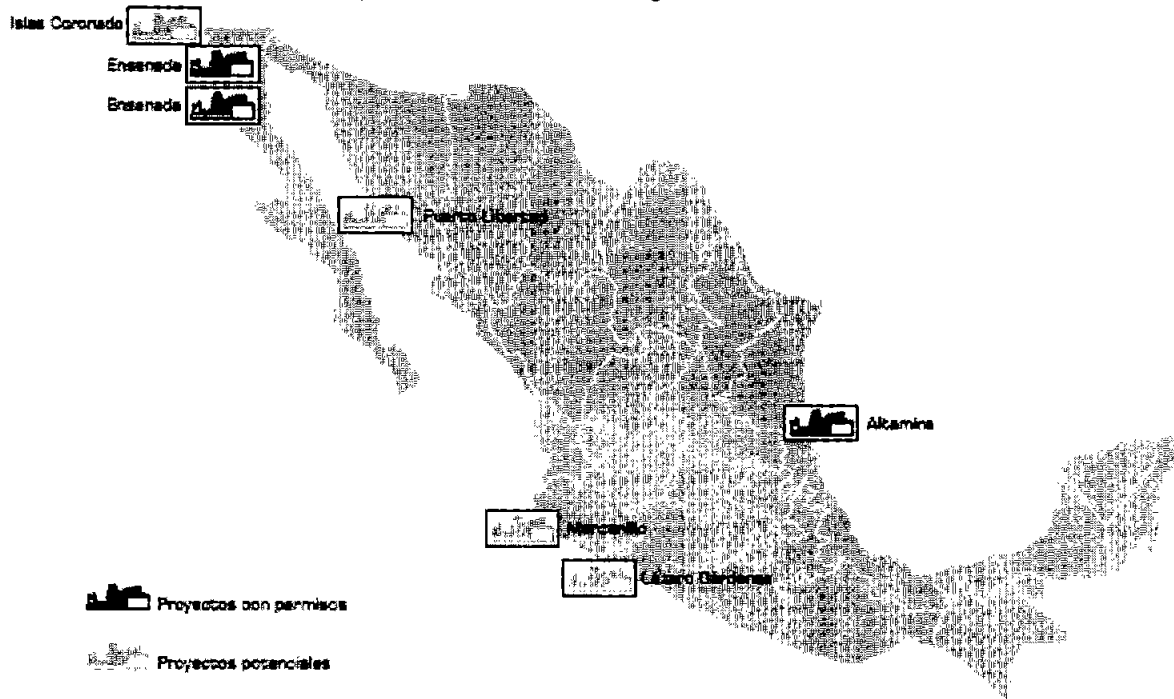 Islas Coronado
Ensenada
Ensenada
Puerto Libertad
Altamira
Manzanillo
Lázaro Cárdenas
Proyectos con permisos
Proyectos potenciales